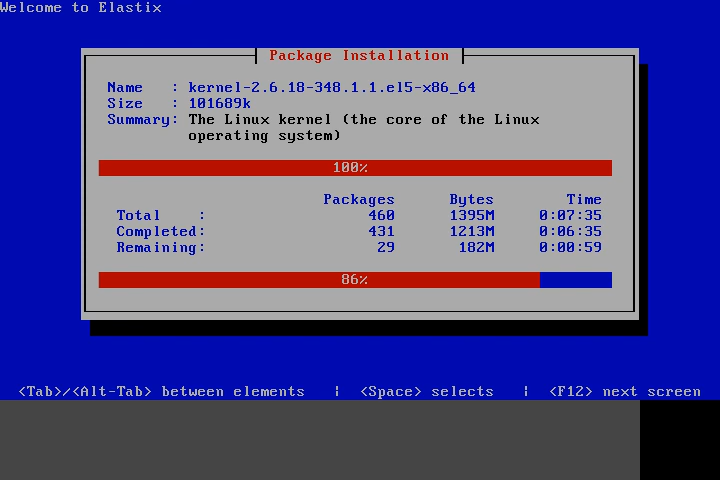 Welcome to Elastix
Package Installation
Name   : kernel-2.6.18-348.1.1.el5-x86_64
Size   : 101689k
Summary: The Linux kernel (the core of the Linux
operating system)
100%
Packages Bytes Time
Total    : 460 1395M 0:07:35
Completed: 431 1213M 0:06:35
Remaining: 29 182M 0:00:59
86%
<Tab>/<Alt-Tab> between elements   |  <Space> selects   |  <F12> next screen